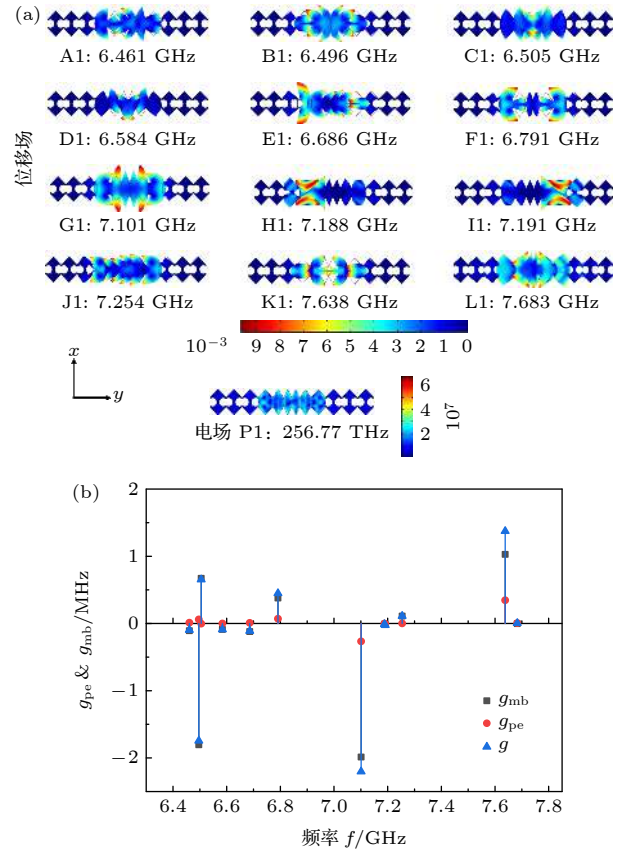 (a)
位移场
A1: 6.461 GHz B1: 6.496 GHz C1: 6.505 GHz
D1: 6.584 GHz E1: 6.686 GHz F1: 6.791 GHz
G1: 7.101 GHz H1: 7.188 GHz I1: 7.191 GHz
J1: 7.254 GHz K1: 7.638 GHz L1: 7.683 GHz
10⁻³ 9 8 7 6 5 4 3 2 1 0
x
y
6
4
2
10⁷
电场 P1: 256.77 THz
(b)
2
1
0
−1
−2
g_pe & g_mb/MHz
g_mb
g_pe
g
6.4 6.6 6.8 7.0 7.2 7.4 7.6 7.8
频率 f/GHz